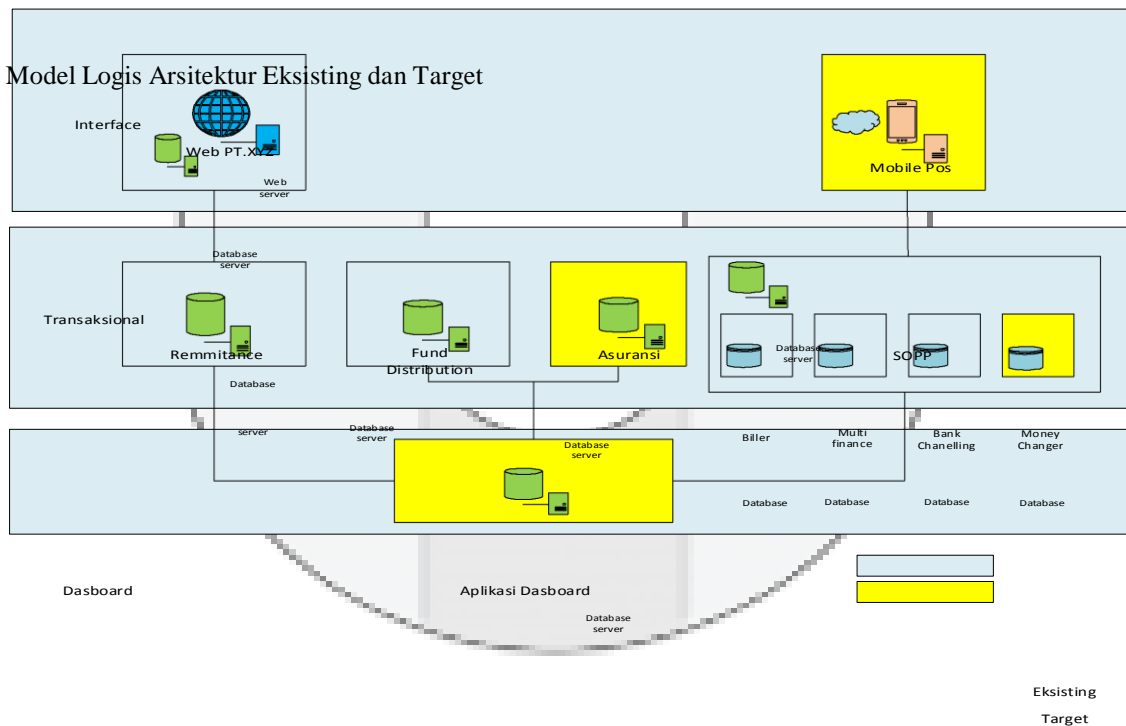 Model Logis Arsitektur Eksisting dan Target
Interface
Web PT.XYZ
Mobile Pos
Web
server
Database
server
Transaksional
Remmitance
Fund
Distribution
Asuransi
Database
server
SOPP
Database
server
Database
server
Database
server
Biller
Multi
finance
Bank
Chanelling
Money
Changer
Database
Database
Database
Database
Dasboard
Aplikasi Dasboard
Database
server
Eksisting
Target